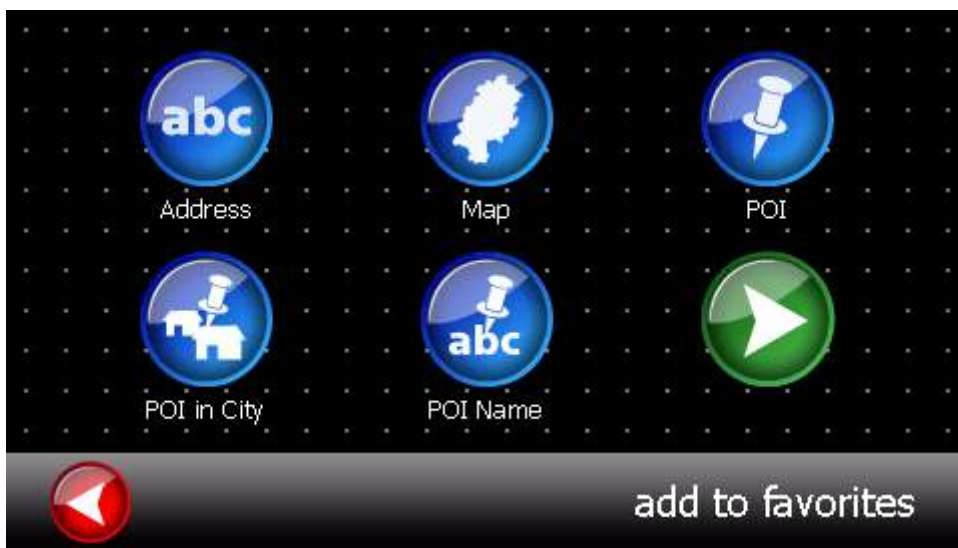 abc
Address
Map
POI
POI in City
abc
POI Name
add to favorites